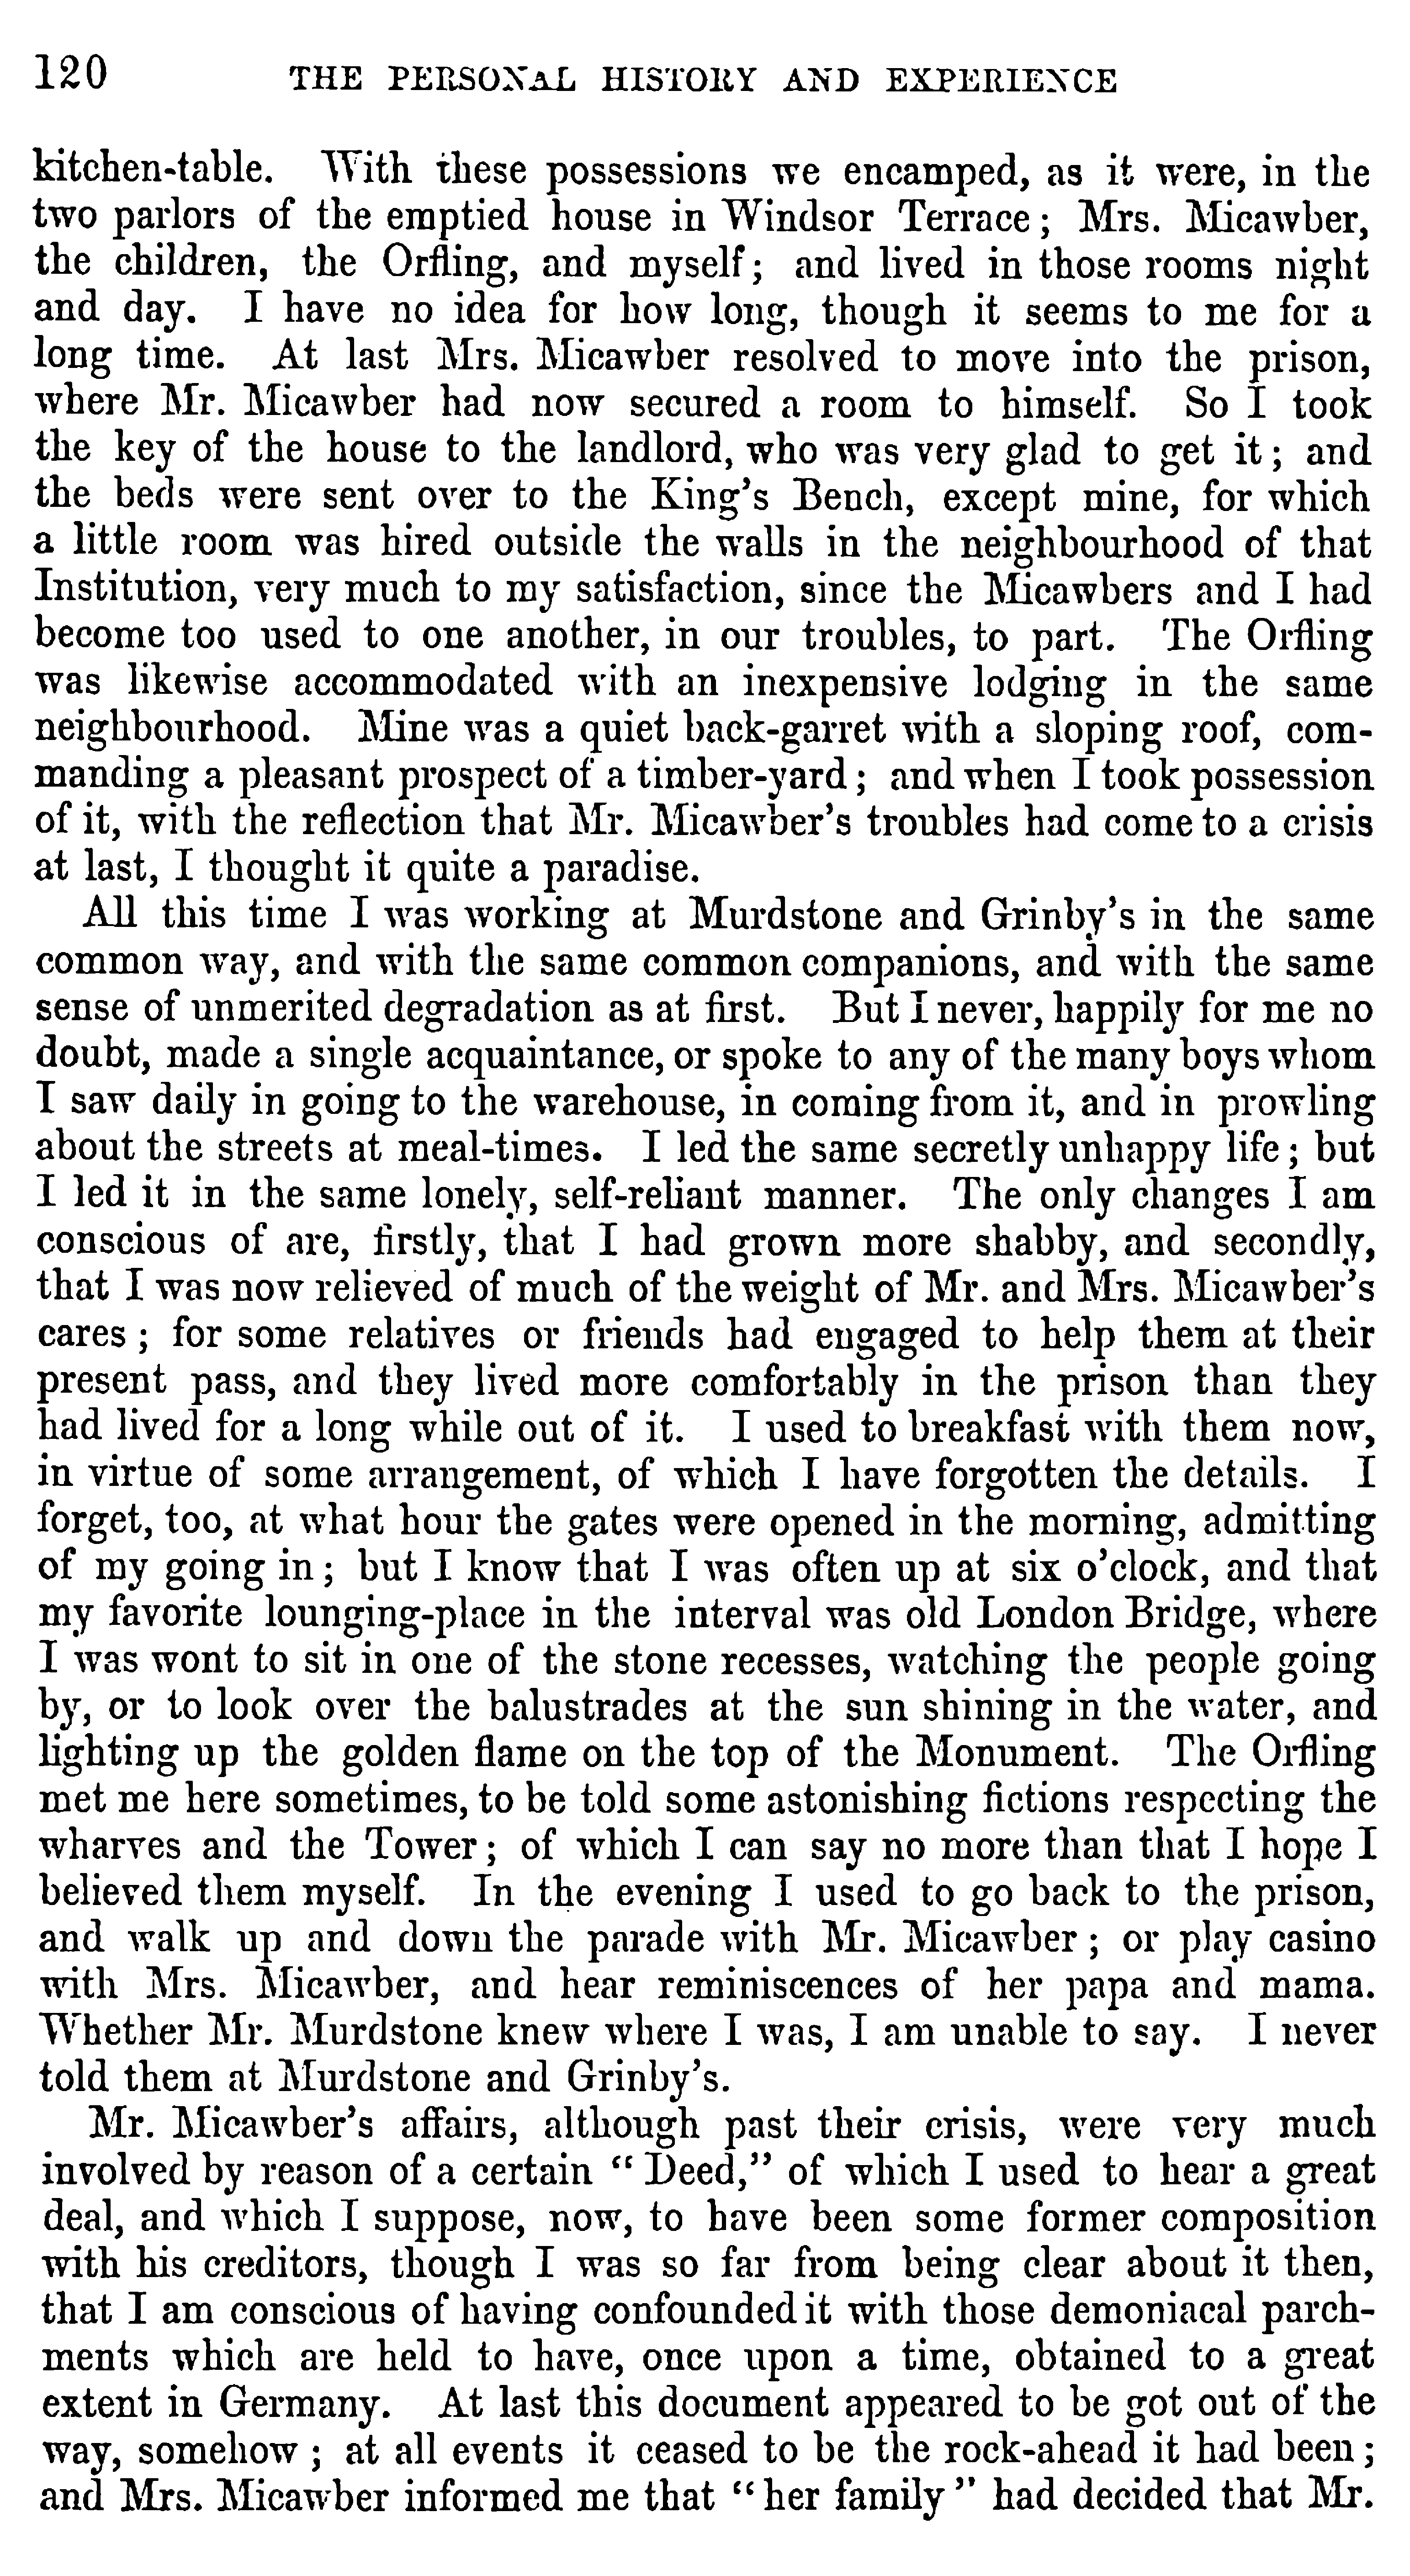 120 THE PERSONAL HISTORY AND EXPERIENCE
kitchen-table. With these possessions we encamped, as it were, in the
two parlors of the emptied house in Windsor Terrace; Mrs. Micawber,
the children, the Orfling, and myself; and lived in those rooms night
and day. I have no idea for how long, though it seems to me for a
long time. At last Mrs. Micawber resolved to move into the prison,
where Mr. Micawber had now secured a room to himself. So I took
the key of the house to the landlord, who was very glad to get it; and
the beds were sent over to the King's Bench, except mine, for which
a little room was hired outside the walls in the neighbourhood of that
Institution, very much to my satisfaction, since the Micawbers and I had
become too used to one another, in our troubles, to part. The Orfling
was likewise accommodated with an inexpensive lodging in the same
neighbourhood. Mine was a quiet back-garret with a sloping roof, com-
manding a pleasant prospect of a timber-yard; and when I took possession
of it, with the reflection that Mr. Micawber's troubles had come to a crisis
at last, I thought it quite a paradise.
All this time I was working at Murdstone and Grinby's in the same
common way, and with the same common companions, and with the same
sense of unmerited degradation as at first. But I never, happily for me no
doubt, made a single acquaintance, or spoke to any of the many boys whom
I saw daily in going to the warehouse, in coming from it, and in prowling
about the streets at meal-times. I led the same secretly unhappy life; but
I led it in the same lonely, self-reliant manner. The only changes I am
conscious of are, firstly, that I had grown more shabby, and secondly,
that I was now relieved of much of the weight of Mr. and Mrs. Micawber's
cares; for some relatives or friends had engaged to help them at their
present pass, and they lived more comfortably in the prison than they
had lived for a long while out of it. I used to breakfast with them now,
in virtue of some arrangement, of which I have forgotten the details. I
forget, too, at what hour the gates were opened in the morning, admitting
of my going in; but I know that I was often up at six o'clock, and that
my favorite lounging-place in the interval was old London Bridge, where
I was wont to sit in one of the stone recesses, watching the people going
by, or to look over the balustrades at the sun shining in the water, and
lighting up the golden flame on the top of the Monument. The Orfling
met me here sometimes, to be told some astonishing fictions respecting the
wharves and the Tower; of which I can say no more than that I hope I
believed them myself. In the evening I used to go back to the prison,
and walk up and down the parade with Mr. Micawber; or play casino
with Mrs. Micawber, and hear reminiscences of her papa and mama.
Whether Mr. Murdstone knew where I was, I am unable to say. I never
told them at Murdstone and Grinby's.
Mr. Micawber's affairs, although past their crisis, were very much
involved by reason of a certain "Deed," of which I used to hear a great
deal, and which I suppose, now, to have been some former composition
with his creditors, though I was so far from being clear about it then,
that I am conscious of having confounded it with those demoniacal parch-
ments which are held to have, once upon a time, obtained to a great
extent in Germany. At last this document appeared to be got out of the
way, somehow; at all events it ceased to be the rock-ahead it had been;
and Mrs. Micawber informed me that "her family" had decided that Mr.